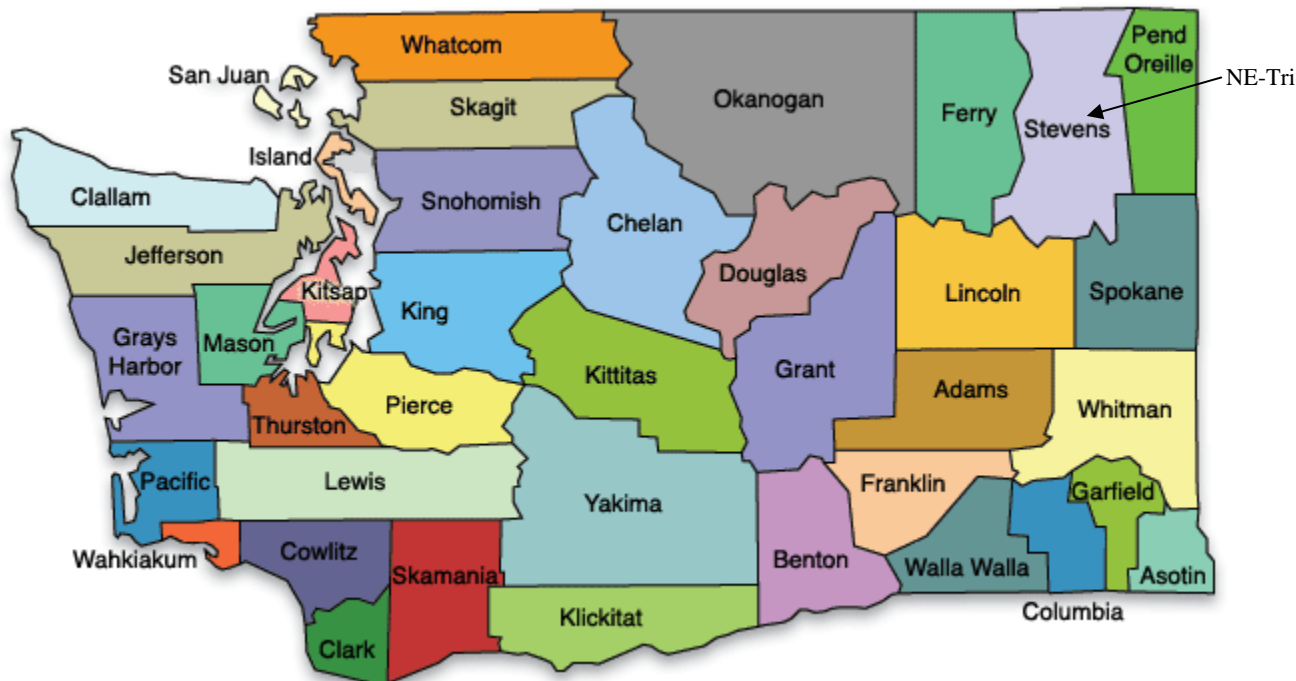 Whatcom
San Juan
Skagit
Okanogan
Ferry
Stevens
Pend
Oreille
NE-Tri
Island
Clallam
Snohomish
Chelan
Jefferson
Kitsap
King
Douglas
Lincoln
Spokane
Grays
Harbor
Mason
Kittitas
Grant
Adams
Whitman
Thurston
Pierce
Pacific
Lewis
Yakima
Franklin
Garfield
Wahkiakum
Cowlitz
Skamania
Benton
Walla Walla
Asotin
Columbia
Klickitat
Clark